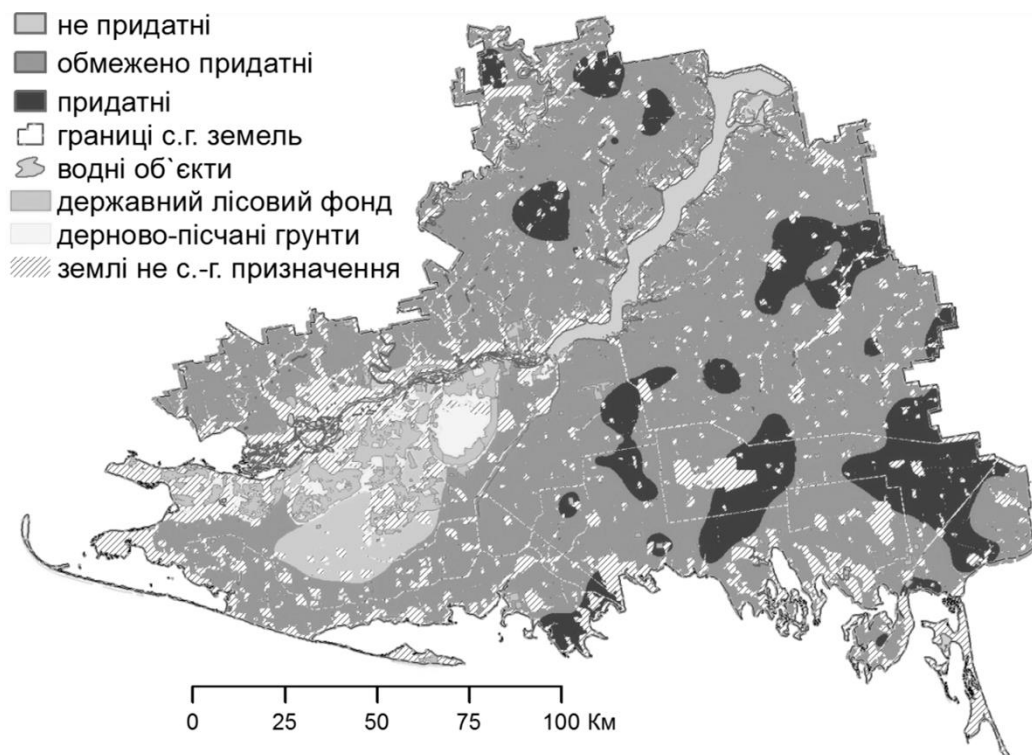 не придатні
обмежено придатні
придатні
границі с.г. земель
водні об`єкти
державний лісовий фонд
дерново-пісчані грунти
землі не с.-г. призначення
0 25 50 75 100 Км